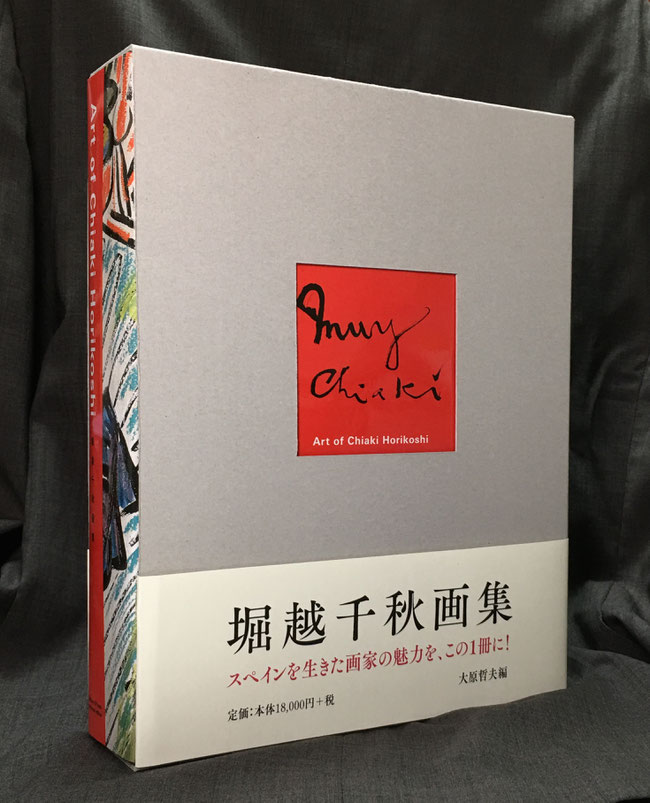 Art of Chiaki Horikoshi
muy
Chiaki
Art of Chiaki Horikoshi
堀越千秋画集
スペインを生きた画家の魅力を、この1冊に!
大原哲夫編
定価:本体18,000円+税